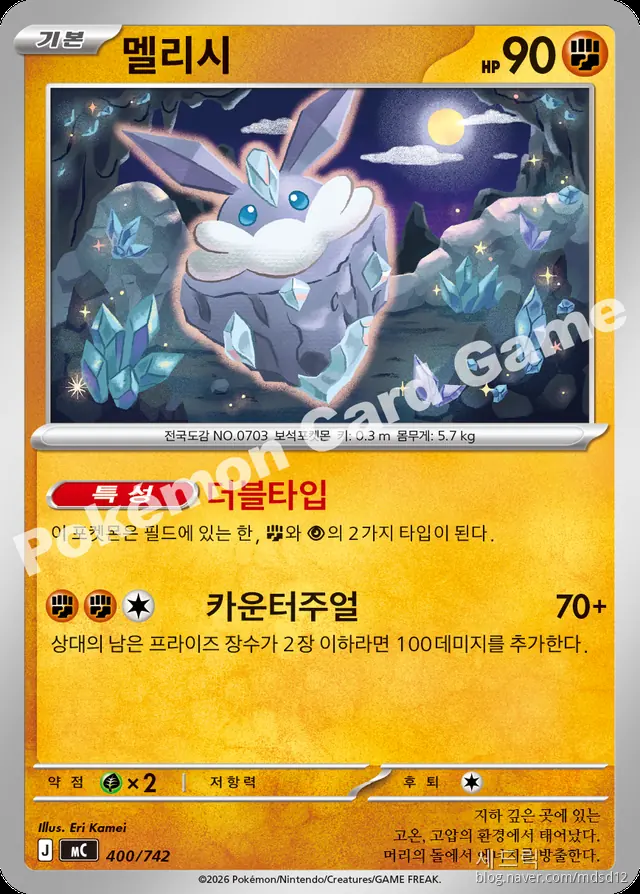 기본 멜리시 HP 90
전국도감 NO.0703 보석포켓몬 키: 0.3 m 몸무게: 5.7 kg
특성 더블타입
이 포켓몬은 필드에 있는 한, 와 의 2가지 타입이 된다.
Pokémon Card Game
카운터주얼 70+
상대의 남은 프라이즈 장수가 2장 이하라면 100데미지를 추가한다.
약점 ×2 저항력 후퇴
지하 깊은 곳에 있는
고온, 고압의 환경에서 태어났다.
머리의 돌에서 방출한다.
Illus. Eri Kamei
J MC 400/742
©2026 Pokémon/Nintendo/Creatures/GAME FREAK.
blog.naver.com/mdsd12